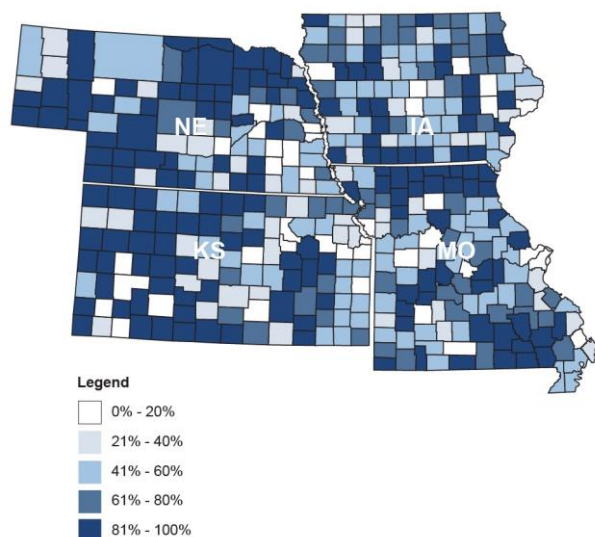 NE
IA
KS
MO
Legend
0% - 20%
21% - 40%
41% - 60%
61% - 80%
81% - 100%